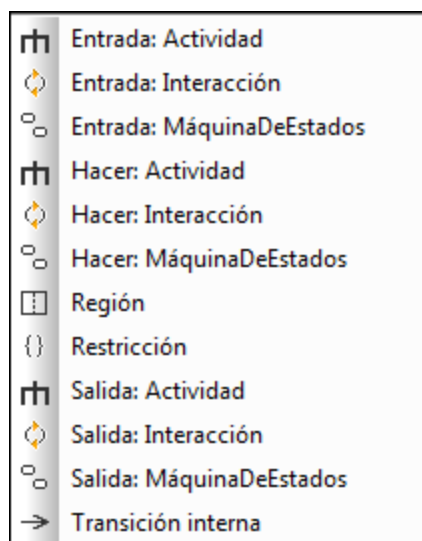 Entrada: Actividad
Entrada: Interacción
Entrada: MáquinaDeEstados
Hacer: Actividad
Hacer: Interacción
Hacer: MáquinaDeEstados
Región
Restricción
Salida: Actividad
Salida: Interacción
Salida: MáquinaDeEstados
Transición interna